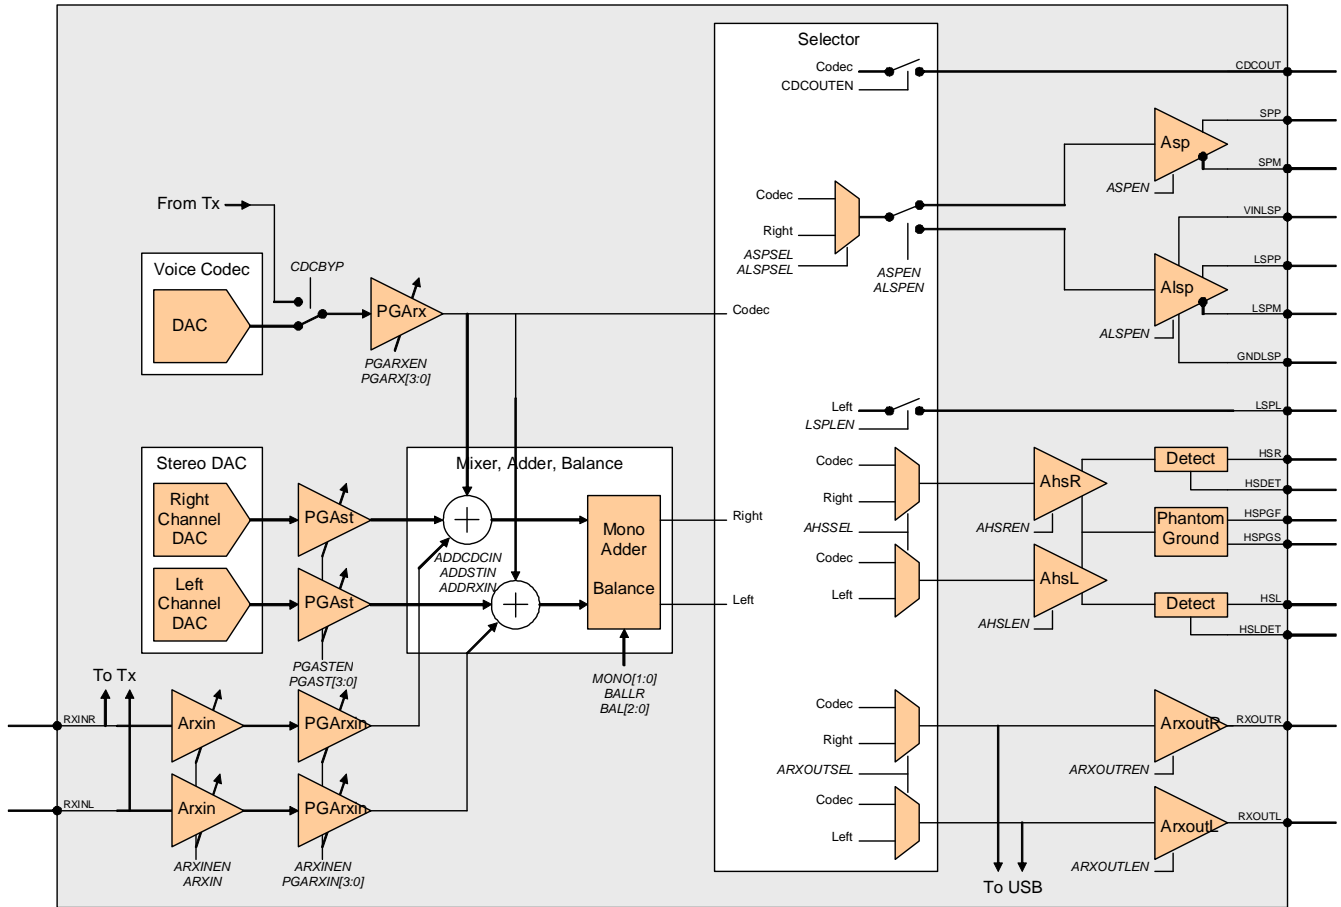 Selector
Codec
CDCOUTEN
CDCOUT
SPP
Asp
SPM
ASPEN
Codec
Right
ASPSEL
ALSPSEL
ASPEN
ALSPEN
VINLSP
LSPP
Alsp
LSPM
ALSPEN
GNDLSP
From Tx
Voice Codec
DAC
CDCBYP
PGArx
PGARXEN
PGARX[3:0]
Codec
Left
LSPLEN
LSPL
Stereo DAC
Right
Channel
DAC
Left
Channel
DAC
PGAst
PGAst
PGASTEN
PGAST[3:0]
Mixer, Adder, Balance
ADDCDCIN
ADDSTIN
ADDRXIN
Mono
Adder
Balance
MONO[1:0]
BALLR
BAL[2:0]
Right
Left
Codec
Right
AHSSEL
Codec
Left
AhsR
AHSREN
AhsL
AHSLEN
Detect
HSR
HSDET
Phantom
Ground
HSPGF
HSPGS
Detect
HSL
HSLDET
To Tx
RXINR
Arxin
PGArxin
RXINL
Arxin
PGArxin
ARXINEN
ARXIN
ARXINEN
PGARXIN[3:0]
Codec
Right
ARXOUTSEL
Codec
Left
To USB
ArxoutR
RXOUTR
ARXOUTREN
ArxoutL
RXOUTL
ARXOUTLEN